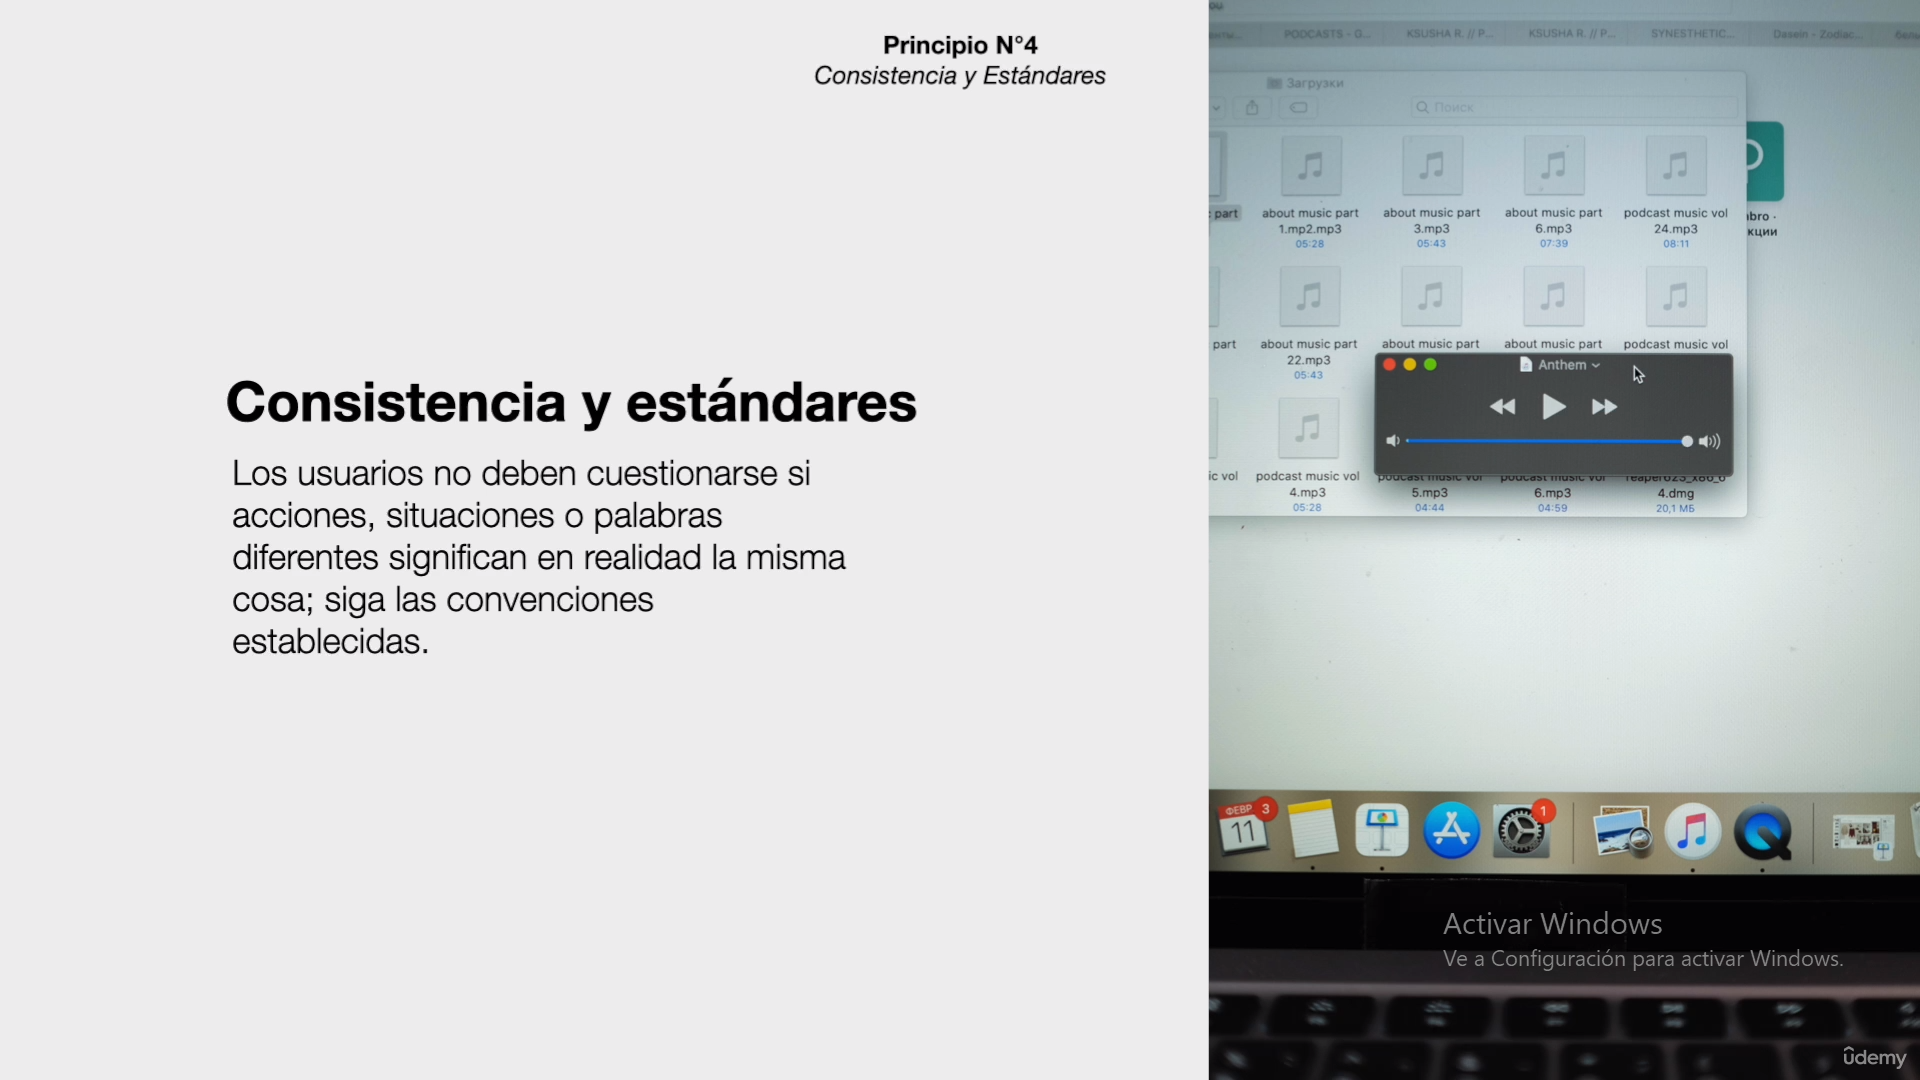 Principio N°4
Consistencia y Estándares
Consistencia y estándares
Los usuarios no deben cuestionarse si
acciones, situaciones o palabras
diferentes significan en realidad la misma
cosa; siga las convenciones
establecidas.
PODCASTS - G...
KSUSHA R. // P...
KSUSHA R. // P...
SYNESTHETIC...
Dasein - Zodiac...
Загрузки
Поиск
part
about music part
1.mp2.mp3
05:28
about music part
3.mp3
05:43
about music part
6.mp3
07:39
podcast music vol
24.mp3
08:11
part
about music part
22.mp3
05:43
about music part
about music part
podcast music vol
Anthem
ic vol
podcast music vol
4.mp3
05:28
podcast music vol
5.mp3
04:44
podcast music vol
6.mp3
04:59
4.dmg
20,1 МБ
ФЕВР
3
11
1
Activar Windows
Ve a Configuración para activar Windows.
ûdemy